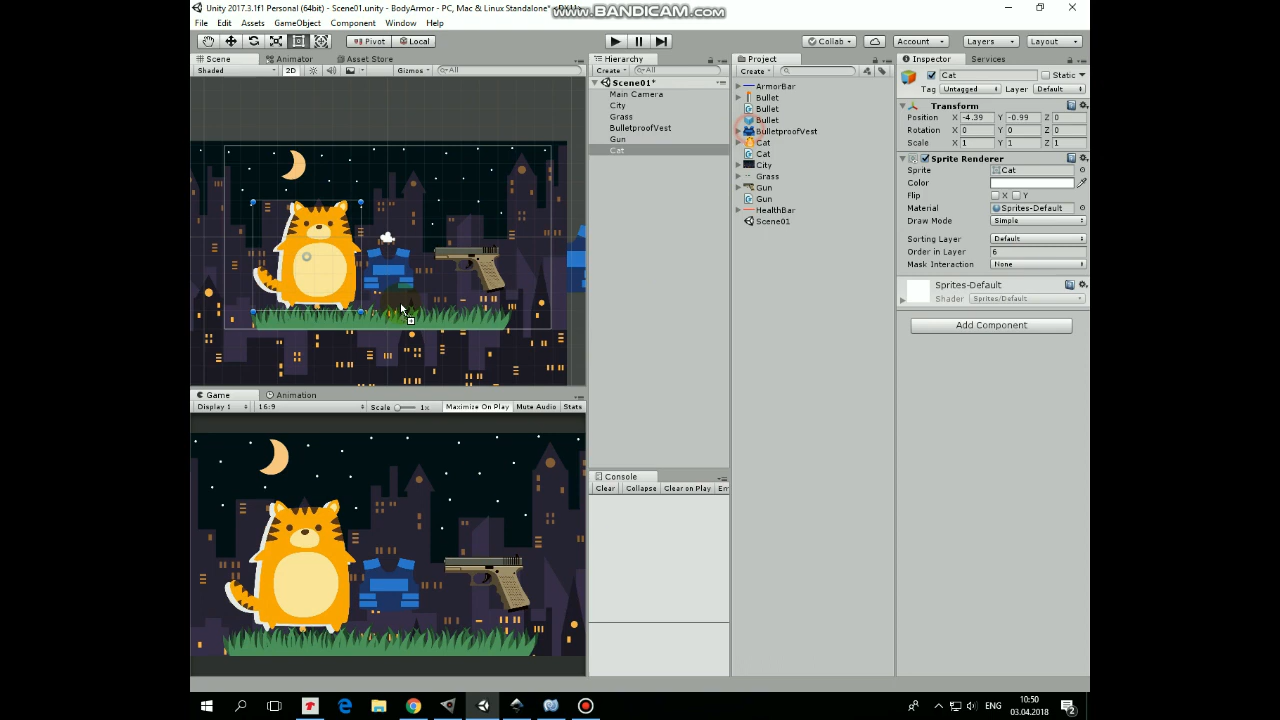 Unity 2017.3.1f1 Personal (64bit) - Scene01.unity - BodyArmor - PC, Mac & Linux Standalone* <DX11>
www.BANDICAM.com
File Edit Assets GameObject Component Window Help
Pivot Local Collab Account Layers Layout
Scene Animator Asset Store
Shaded 2D Gizmos All
Hierarchy
Create All
Scene01*
Main Camera
City
Grass
BulletproofVest
Gun
Cat
Project
Create
ArmorBar
Bullet
Bullet
Bullet
BulletproofVest
Cat
Cat
City
Grass
Gun
Gun
HealthBar
Scene01
Inspector Services
Cat Static
Tag Untagged Layer Default
Transform
Position X -4.39 Y -0.99 Z 0
Rotation X 0 Y 0 Z 0
Scale X 1 Y 1 Z 1
Sprite Renderer
Sprite Cat
Color
Flip X Y
Material Sprites-Default
Draw Mode Simple
Sorting Layer Default
Order in Layer 6
Mask Interaction None
Sprites-Default
Shader Sprites/Default
Add Component
Game Animation
Display 1 16:9 Scale 1x Maximize On Play Mute Audio Stats
Console
Clear Collapse Clear on Play Er
ENG
10:50
03.04.2018
2